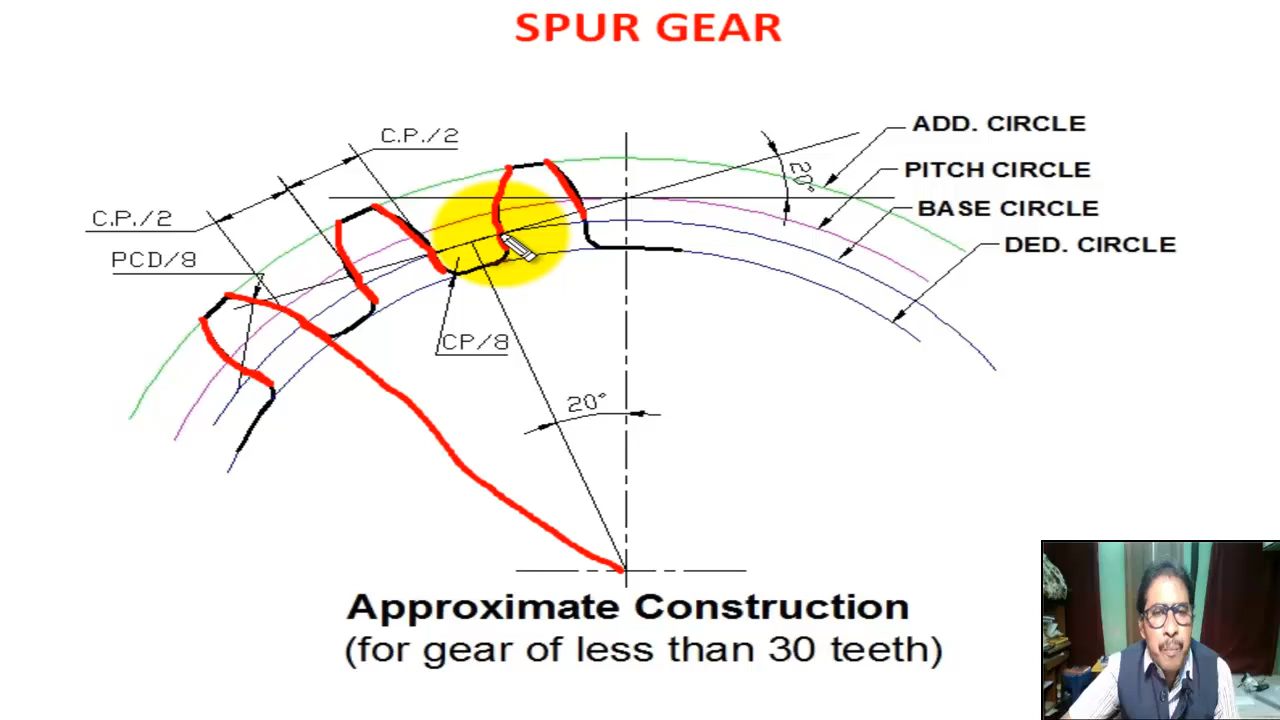 SPUR GEAR
ADD. CIRCLE
C.P./2
20°
PITCH CIRCLE
C.P./2
BASE CIRCLE
PCD/8
DED. CIRCLE
CP/8
20°
Approximate Construction
(for gear of less than 30 teeth)